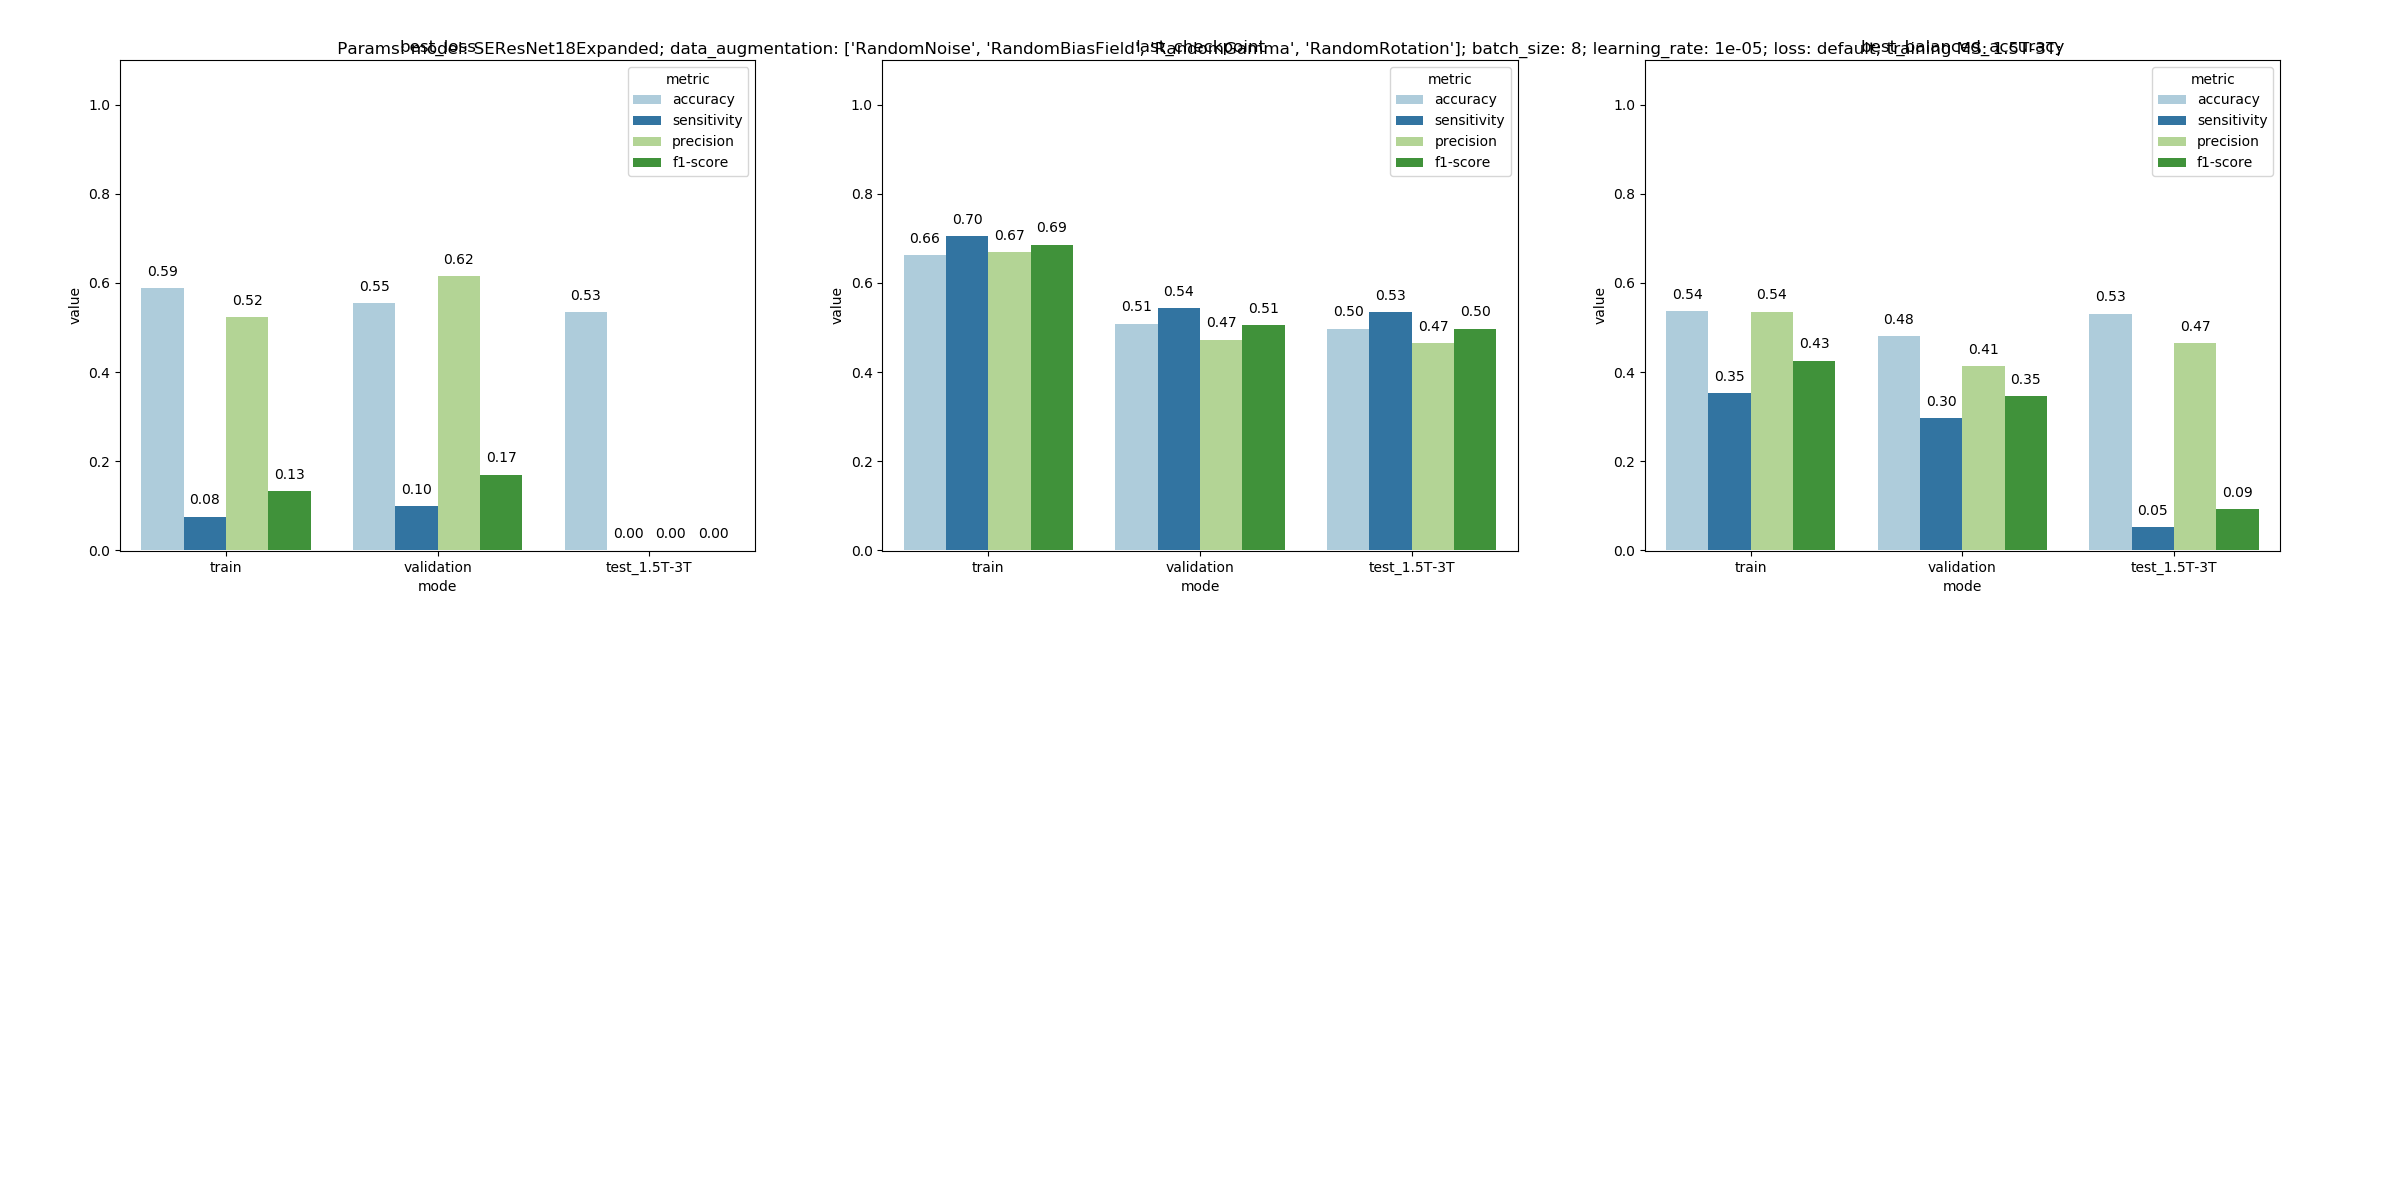 best_loss
last_checkpoint
best_balanced_accuracy
Params: model: SEResNet18Expanded; data_augmentation: ['RandomNoise', 'RandomBiasField', 'RandomGamma', 'RandomRotation']; batch_size: 8; learning_rate: 1e-05; loss: default; training MS: 1.5T-3T;
value
1.0
0.8
0.6
0.4
0.2
0.0
metric
accuracy
sensitivity
precision
f1-score
0.59
0.08
0.52
0.13
0.55
0.10
0.62
0.17
0.53
0.00
0.00
0.00
train
validation
test_1.5T-3T
mode
value
1.0
0.8
0.6
0.4
0.2
0.0
metric
accuracy
sensitivity
precision
f1-score
0.66
0.70
0.67
0.69
0.51
0.54
0.47
0.51
0.50
0.53
0.47
0.50
train
validation
test_1.5T-3T
mode
value
1.0
0.8
0.6
0.4
0.2
0.0
metric
accuracy
sensitivity
precision
f1-score
0.54
0.35
0.54
0.43
0.48
0.30
0.41
0.35
0.53
0.05
0.47
0.09
train
validation
test_1.5T-3T
mode